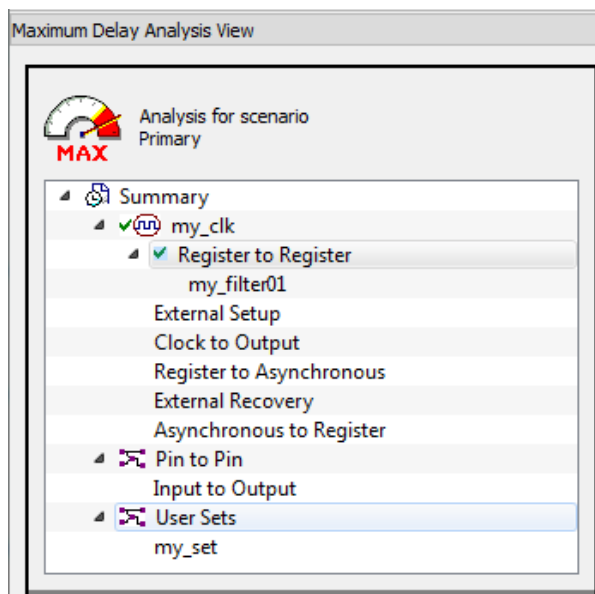 Maximum Delay Analysis View
Analysis for scenario
Primary
MAX
Summary
my_clk
Register to Register
my_filter01
External Setup
Clock to Output
Register to Asynchronous
External Recovery
Asynchronous to Register
Pin to Pin
Input to Output
User Sets
my_set